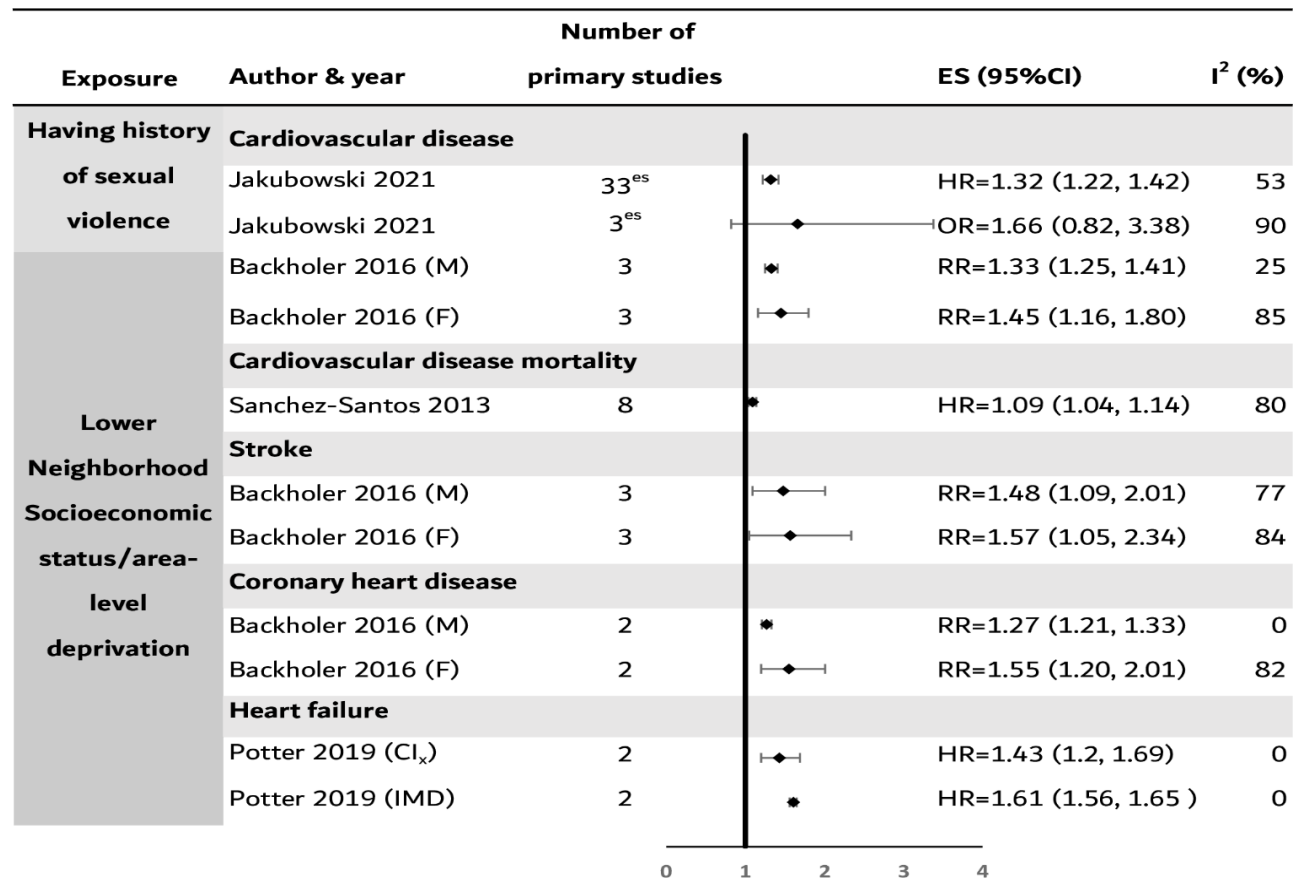 Number of
Exposure Author & year primary studies ES (95%CI) I² (%)
Having history
of sexual
violence
Cardiovascular disease
Jakubowski 2021 33ᵉˢ HR=1.32 (1.22, 1.42) 53
Jakubowski 2021 3ᵉˢ OR=1.66 (0.82, 3.38) 90
Lower
Neighborhood
Socioeconomic
status/area-
level
deprivation
Backholer 2016 (M) 3 RR=1.33 (1.25, 1.41) 25
Backholer 2016 (F) 3 RR=1.45 (1.16, 1.80) 85
Cardiovascular disease mortality
Sanchez-Santos 2013 8 HR=1.09 (1.04, 1.14) 80
Stroke
Backholer 2016 (M) 3 RR=1.48 (1.09, 2.01) 77
Backholer 2016 (F) 3 RR=1.57 (1.05, 2.34) 84
Coronary heart disease
Backholer 2016 (M) 2 RR=1.27 (1.21, 1.33) 0
Backholer 2016 (F) 2 RR=1.55 (1.20, 2.01) 82
Heart failure
Potter 2019 (CIₓ) 2 HR=1.43 (1.2, 1.69) 0
Potter 2019 (IMD) 2 HR=1.61 (1.56, 1.65 ) 0
0 1 2 3 4